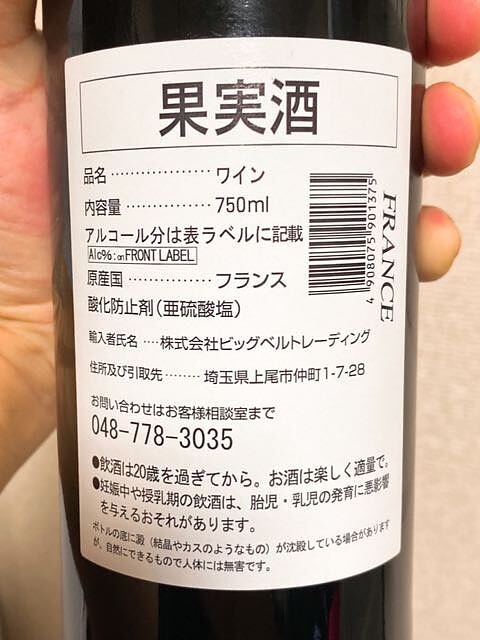 果実酒
品名 ‥‥‥‥‥‥‥ ワイン
内容量 ‥‥‥‥‥‥ 750ml
アルコール分は表ラベルに記載
Alc%:on FRONT LABEL
原産国 ‥‥‥‥‥‥ フランス
酸化防止剤(亜硫酸塩)
輸入者氏名 ‥‥株式会社ビッグベルトレーディング
住所及び引取先‥‥‥‥埼玉県上尾市仲町1-7-28
お問い合わせはお客様相談室まで
048-778-3035
●飲酒は20歳を過ぎてから。お酒は楽しく適量で。
●妊娠中や授乳期の飲酒は、胎児・乳児の発育に悪影響
を与えるおそれがあります。
ボトルの底に澱(結晶やカスのようなもの)が沈殿している場合があります
が、自然にできるもので人体には無害です。
4 908075 901375
FRANCE